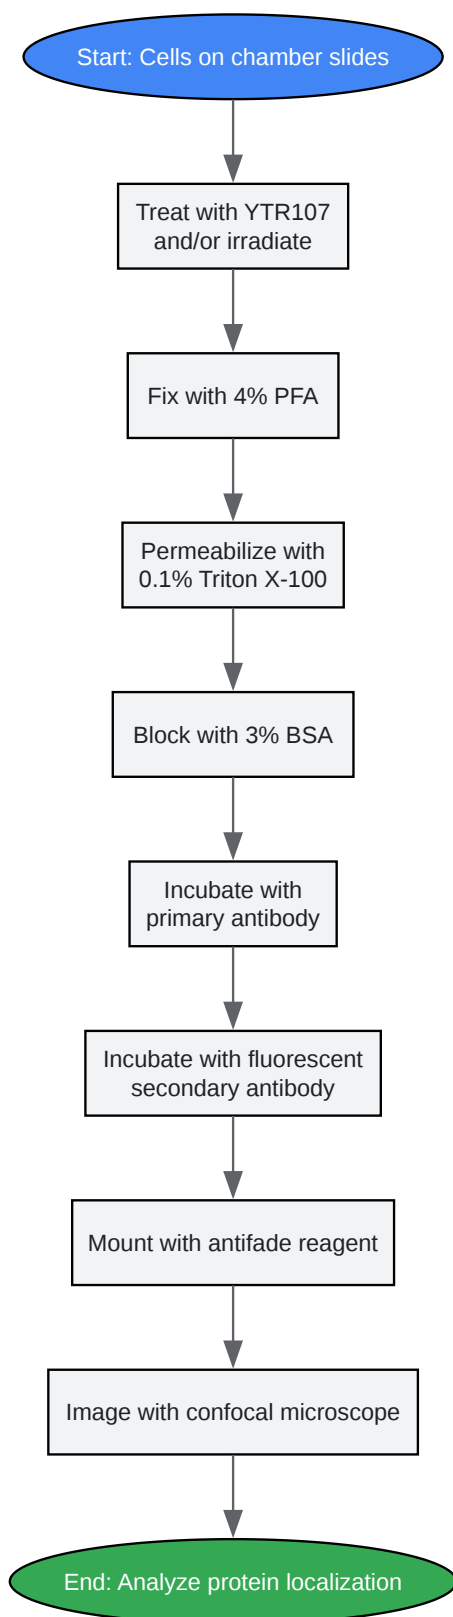 Start: Cells on chamber slides
Treat with YTR107
and/or irradiate
Fix with 4% PFA
Permeabilize with
0.1% Triton X-100
Block with 3% BSA
Incubate with
primary antibody
Incubate with fluorescent
secondary antibody
Mount with antifade reagent
Image with confocal microscope
End: Analyze protein localization